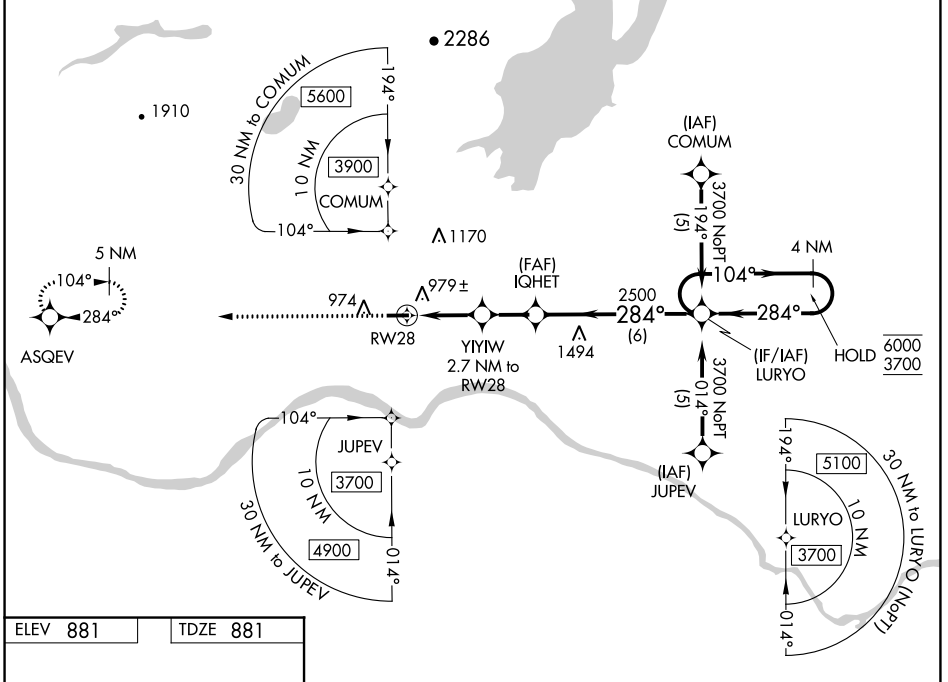 2286
1910
30 NM to COMUM
5600
194°
10 NM
3900
COMUM
104°
(IAF)
COMUM
3700 NoPT
194°
(5)
1170
5 NM
104°
284°
ASQEV
974
979±
RW28
(FAF)
IQHET
YIYIW
2.7 NM to
RW28
1494
2500
284°
(6)
4 NM
104°
284°
(IF/IAF)
LURYO
HOLD
6000
3700
3700 NoPT
014°
(5)
(IAF)
JUPEV
104°
JUPEV
10 NM
3700
4900
30 NM to JUPEV
014°
194°
5100
30 NM to LURYO (NoPT)
10 NM
LURYO
3700
014°
ELEV 881
TDZE 881